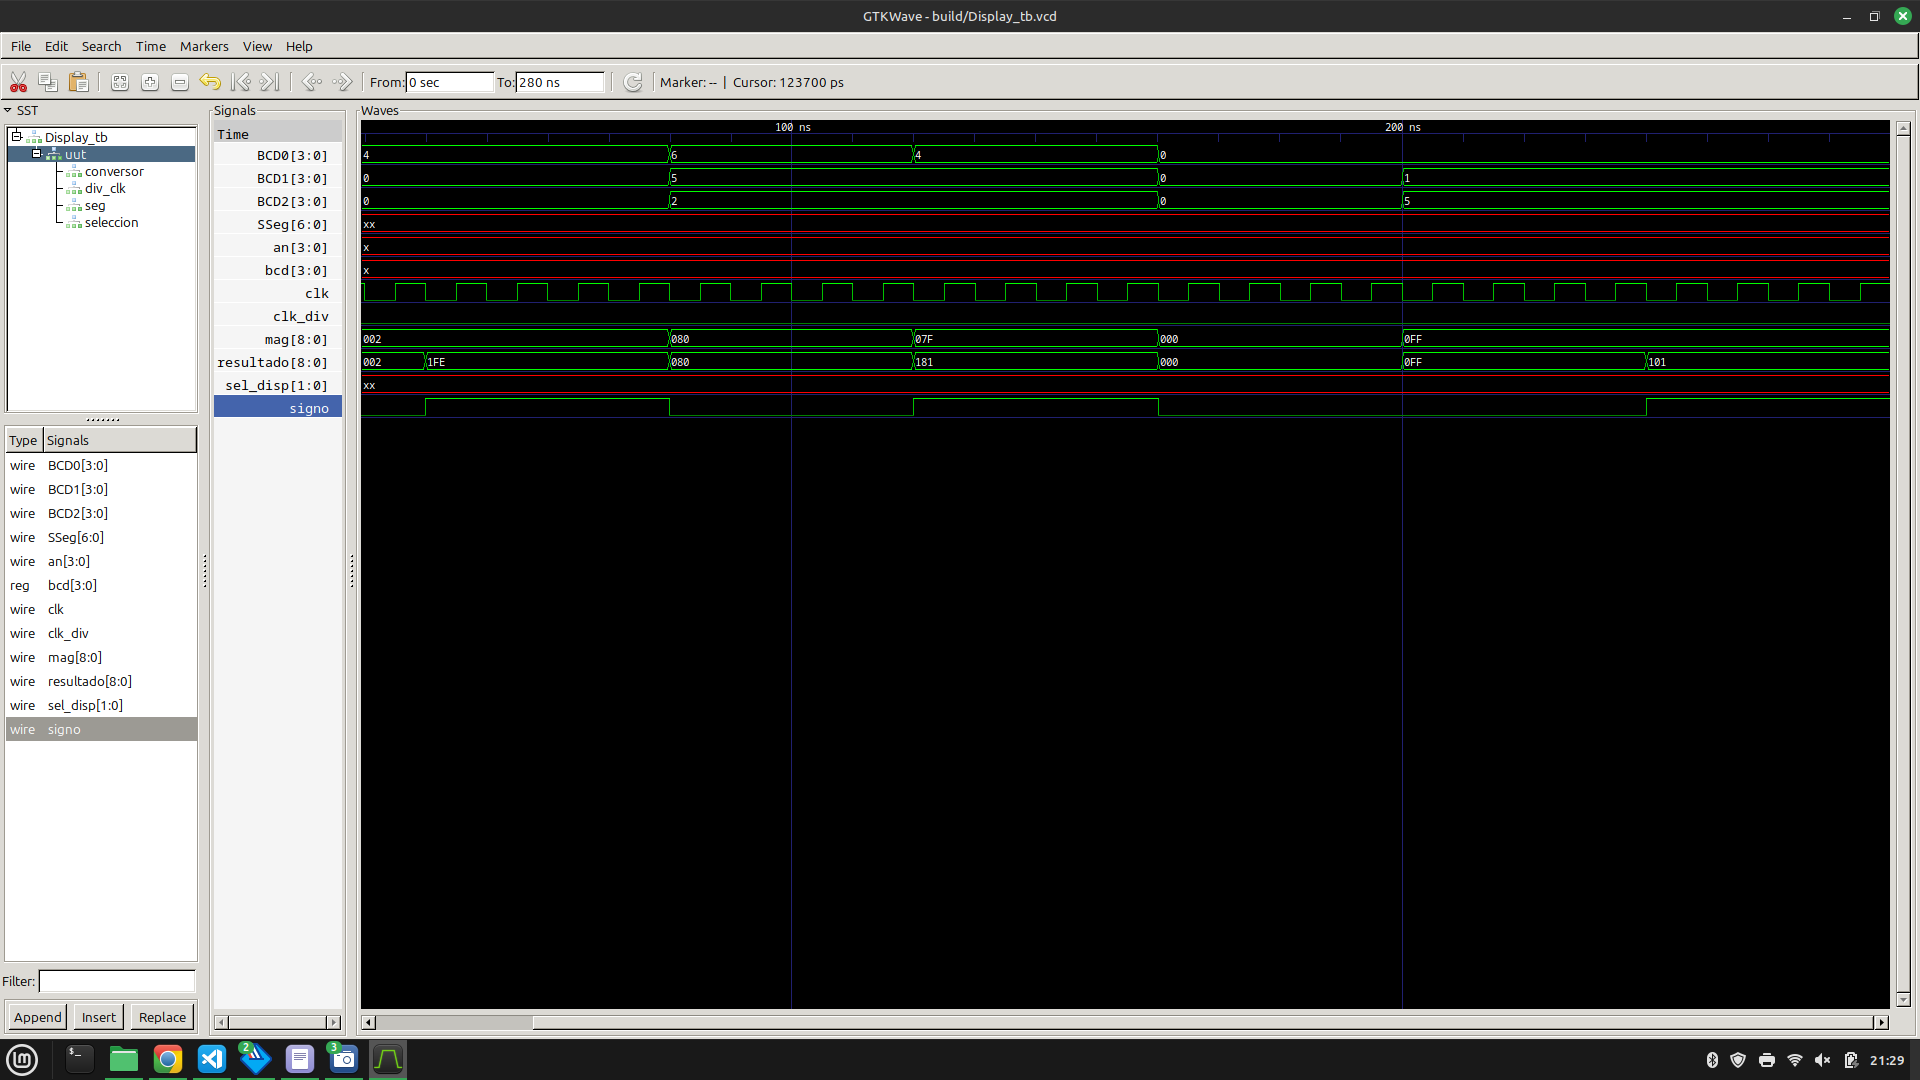 GTKWave - build/Display_tb.vcd
File Edit Search Time Markers View Help
From: 0 sec To: 280 ns Marker: -- | Cursor: 123700 ps
SST
Display_tb
uut
conversor
div_clk
seg
seleccion
Type Signals
wire BCD0[3:0]
wire BCD1[3:0]
wire BCD2[3:0]
wire SSeg[6:0]
wire an[3:0]
reg bcd[3:0]
wire clk
wire clk_div
wire mag[8:0]
wire resultado[8:0]
wire sel_disp[1:0]
wire signo
Filter:
Append Insert Replace
Signals
Time
BCD0[3:0]
BCD1[3:0]
BCD2[3:0]
SSeg[6:0]
an[3:0]
bcd[3:0]
clk
clk_div
mag[8:0]
resultado[8:0]
sel_disp[1:0]
signo
Waves
100 ns 200 ns
4 6 4 0
0 5 0 1
0 2 0 5
xx
x
x
002 080 07F 000 0FF
002 1FE 080 181 000 0FF 101
xx
$_
2
3
21:29